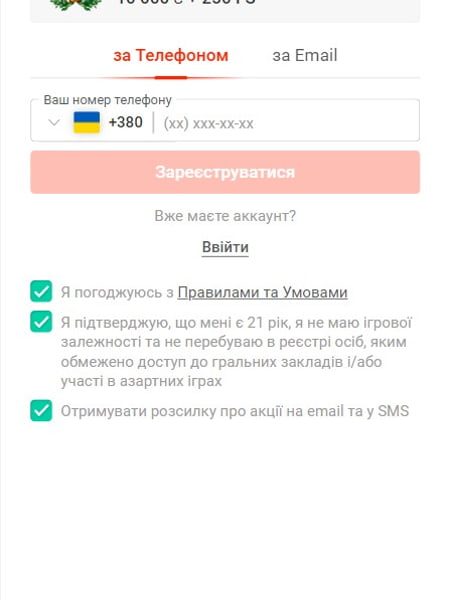 за Телефоном
за Email
Ваш номер телефону
+380 (xx) xxx-xx-xx
Зареєструватися
Вже маєте аккаунт?
Ввійти
Я погоджуюсь з Правилами та Умовами
Я підтверджую, що мені є 21 рік, я не маю ігрової
залежності та не перебуваю в реєстрі осіб, яким
обмежено доступ до гральних закладів і/або
участі в азартних іграх
Отримувати розсилку про акції на email та у SMS